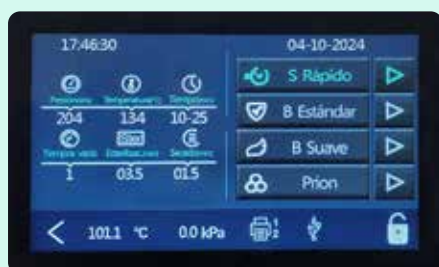 17:46:30 04-10-2024
S Rápido
204 134 10-25
B Estándar
B Suave
1 03.5 01.5
Prion
101.1 °C 0.0 kPa